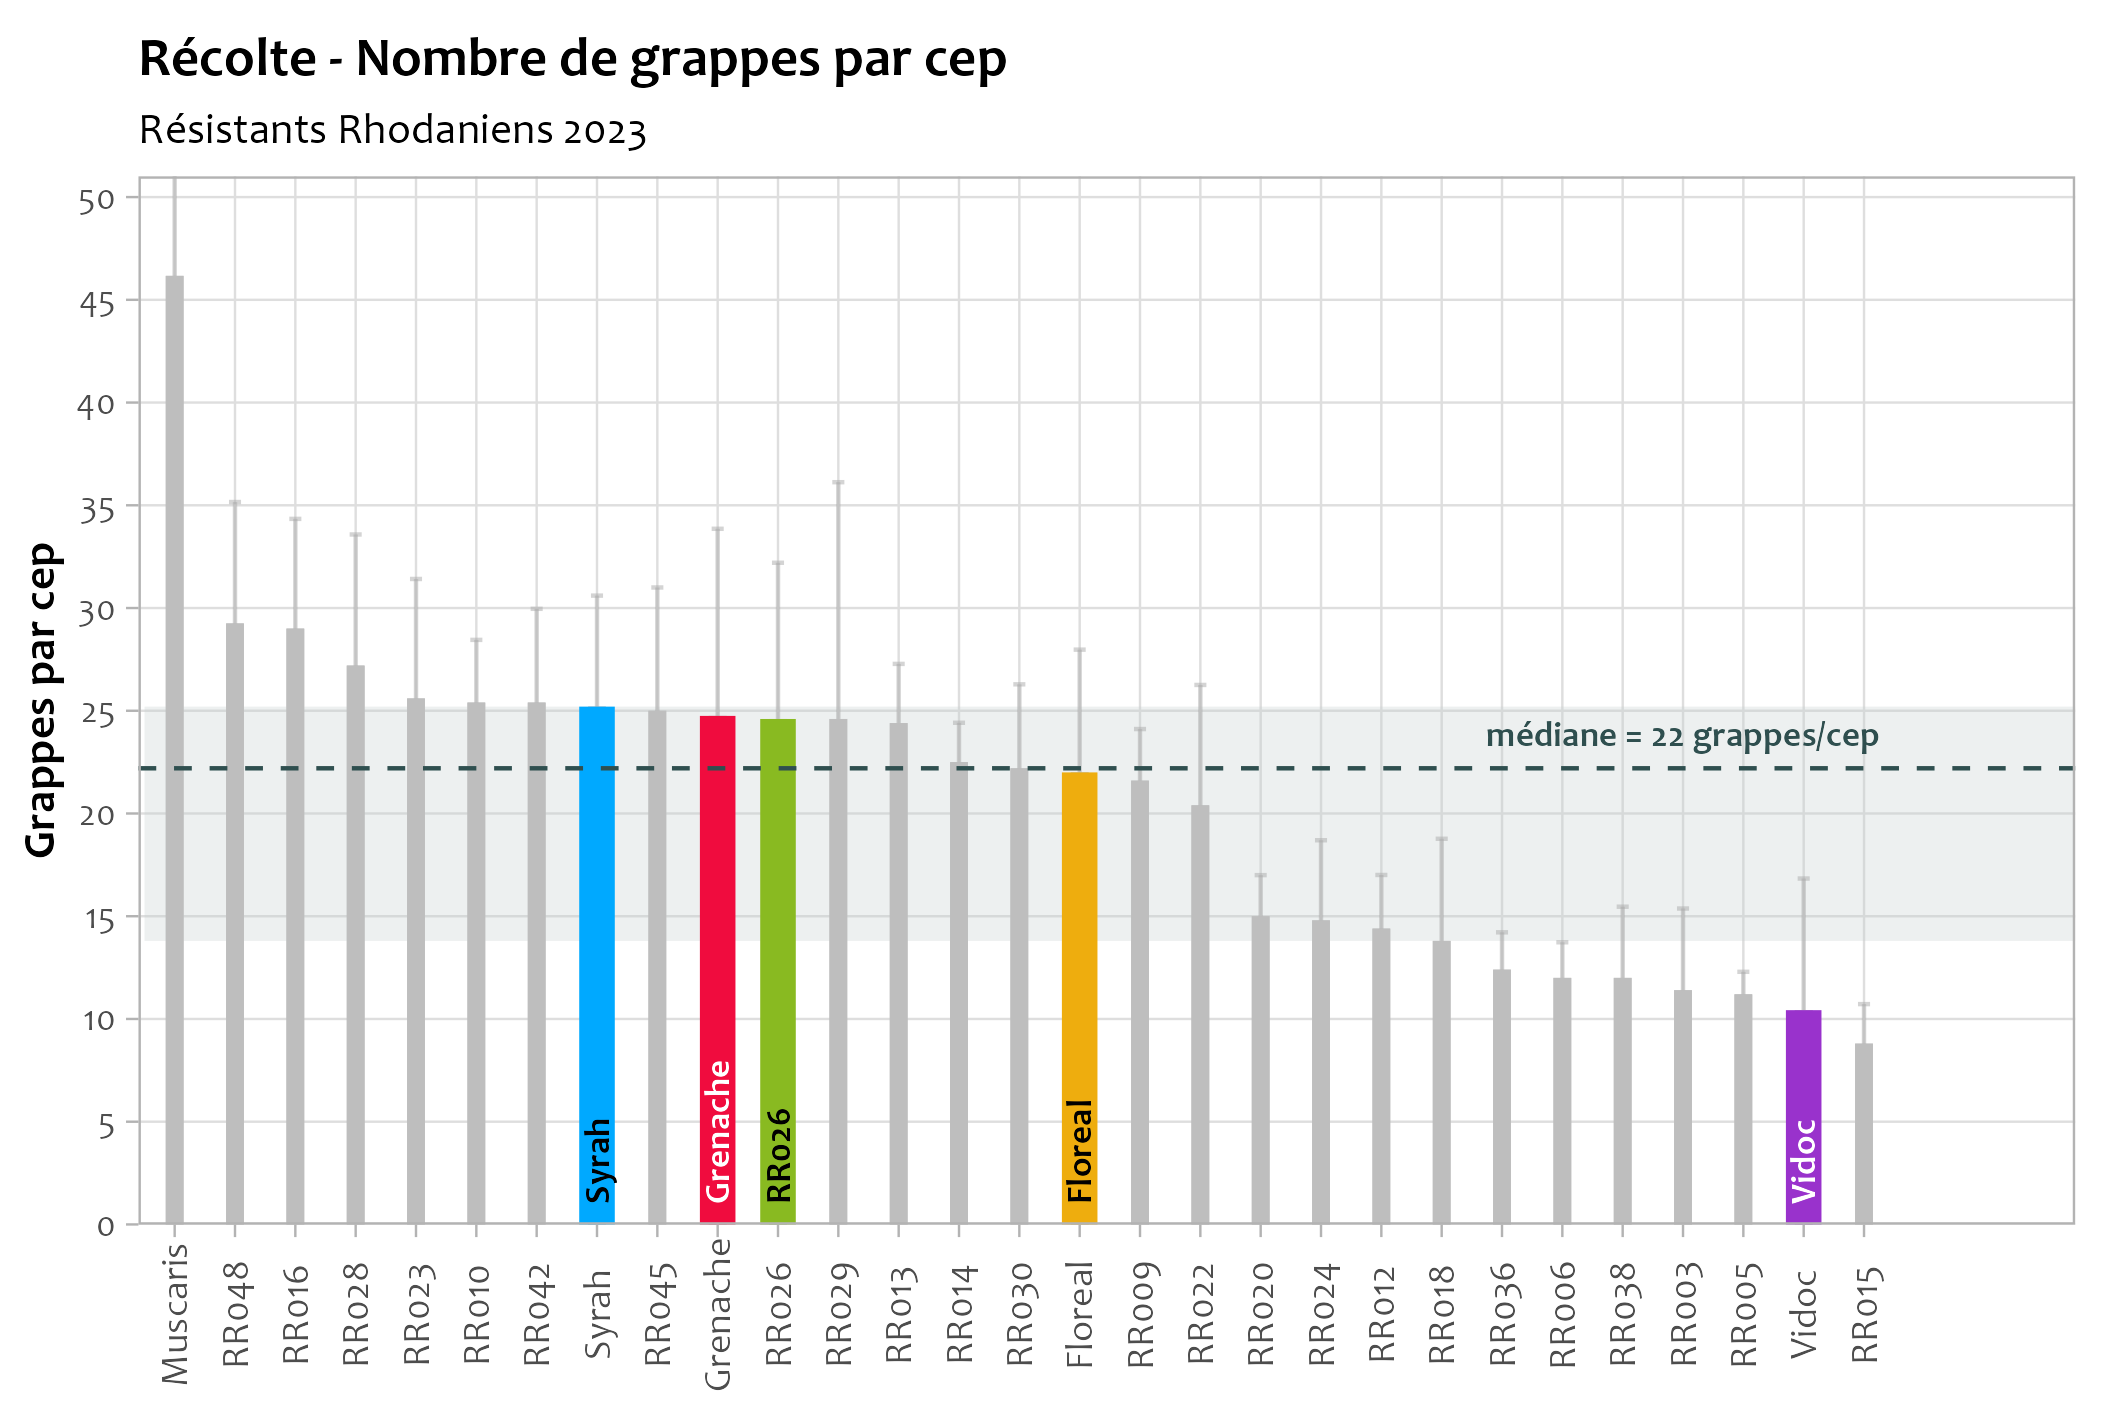 Récolte - Nombre de grappes par cep
Résistants Rhodaniens 2023
Grappes par cep
50
45
40
35
30
25
20
15
10
5
0
médiane = 22 grappes/cep
Syrah
Grenache
RR026
Floreal
Vidoc
Muscaris
RR048
RR016
RR028
RR023
RR010
RR042
Syrah
RR045
Grenache
RR026
RR029
RR013
RR014
RR030
Floreal
RR009
RR022
RR020
RR024
RR012
RR018
RR036
RR006
RR038
RR003
RR005
Vidoc
RR015